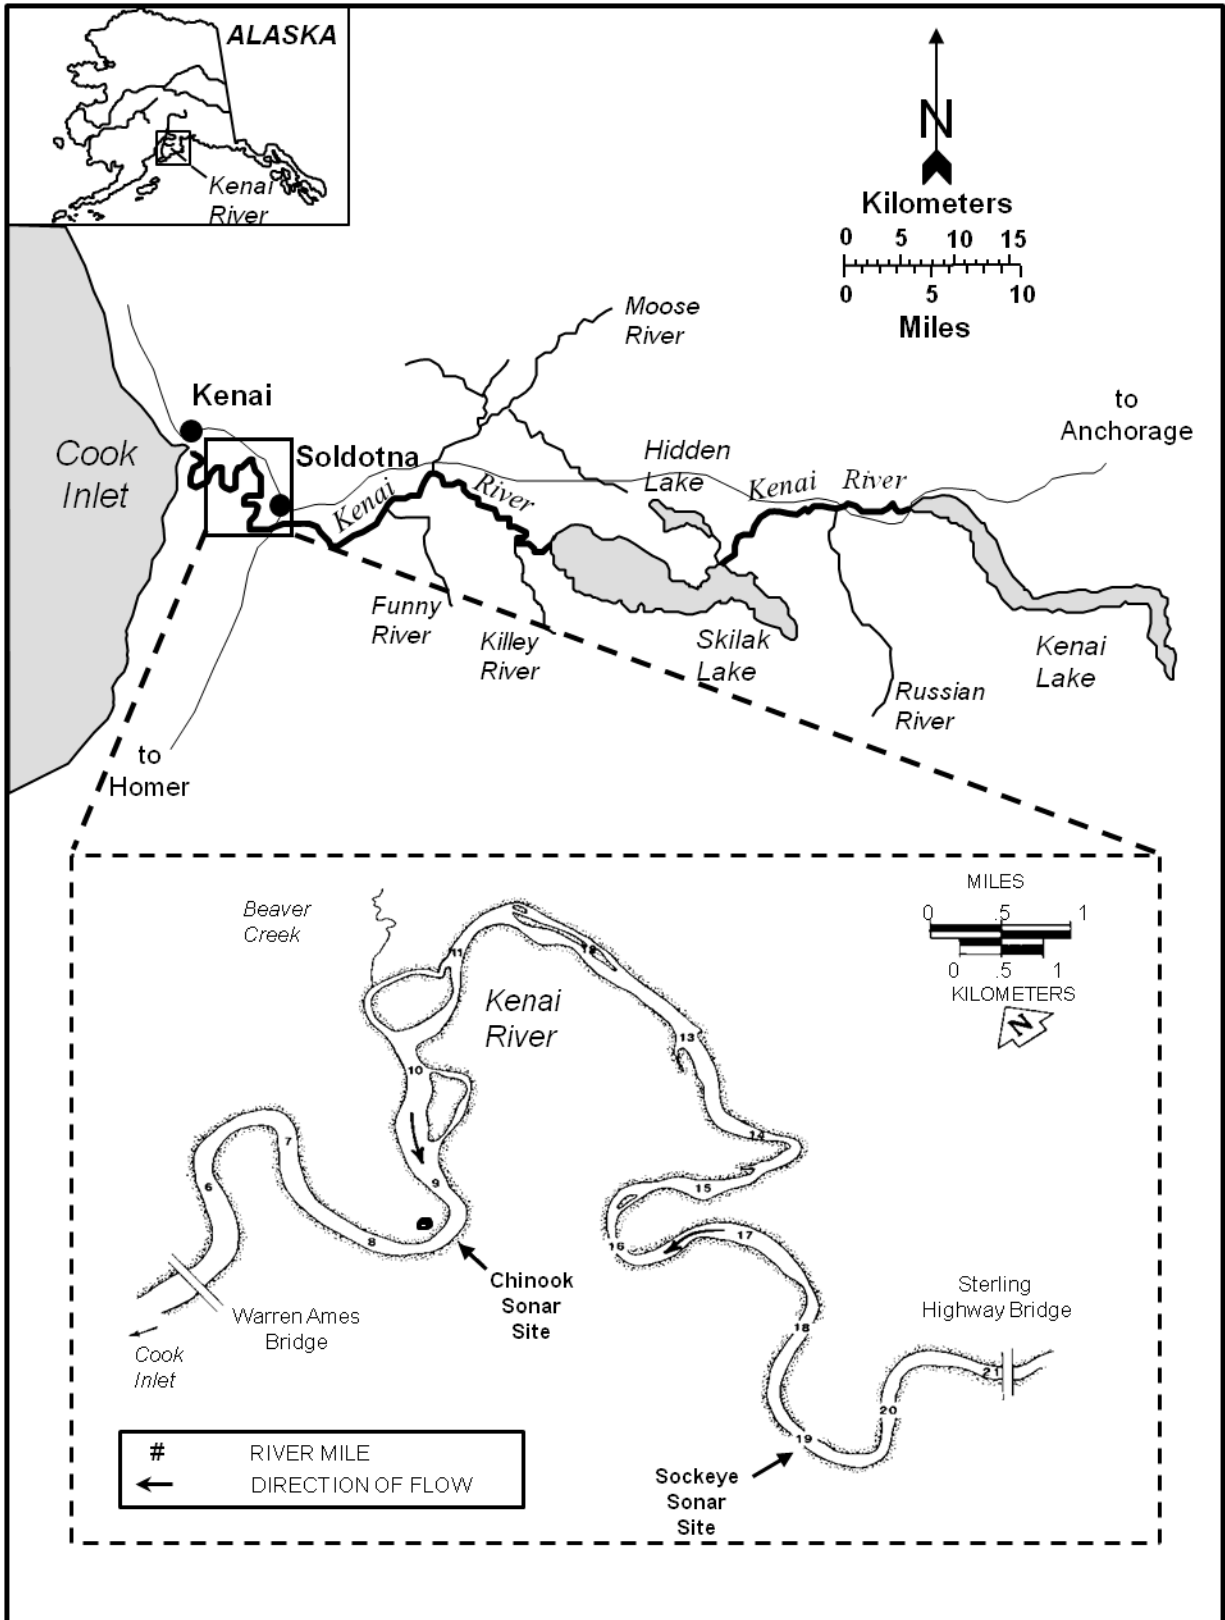 ALASKA
Kenai
River
N
Kilometers
0 5 10 15
0 5 10
Miles
Moose
River
Kenai
Cook
Inlet
Soldotna
Hidden
Lake
to
Anchorage
Kenai River
Kenai River
Funny
River
Killey
River
Skilak
Lake
Kenai
Lake
Russian
River
to
Homer
MILES
0 .5 1
0 .5 1
KILOMETERS
N
Beaver
Creek
Kenai
River
11
12
13
10
14
7
9
15
6
8
16
17
18
Chinook
Sonar
Site
Warren Ames
Bridge
Cook
Inlet
Sterling
Highway Bridge
21
20
19
Sockeye
Sonar
Site
# RIVER MILE
DIRECTION OF FLOW